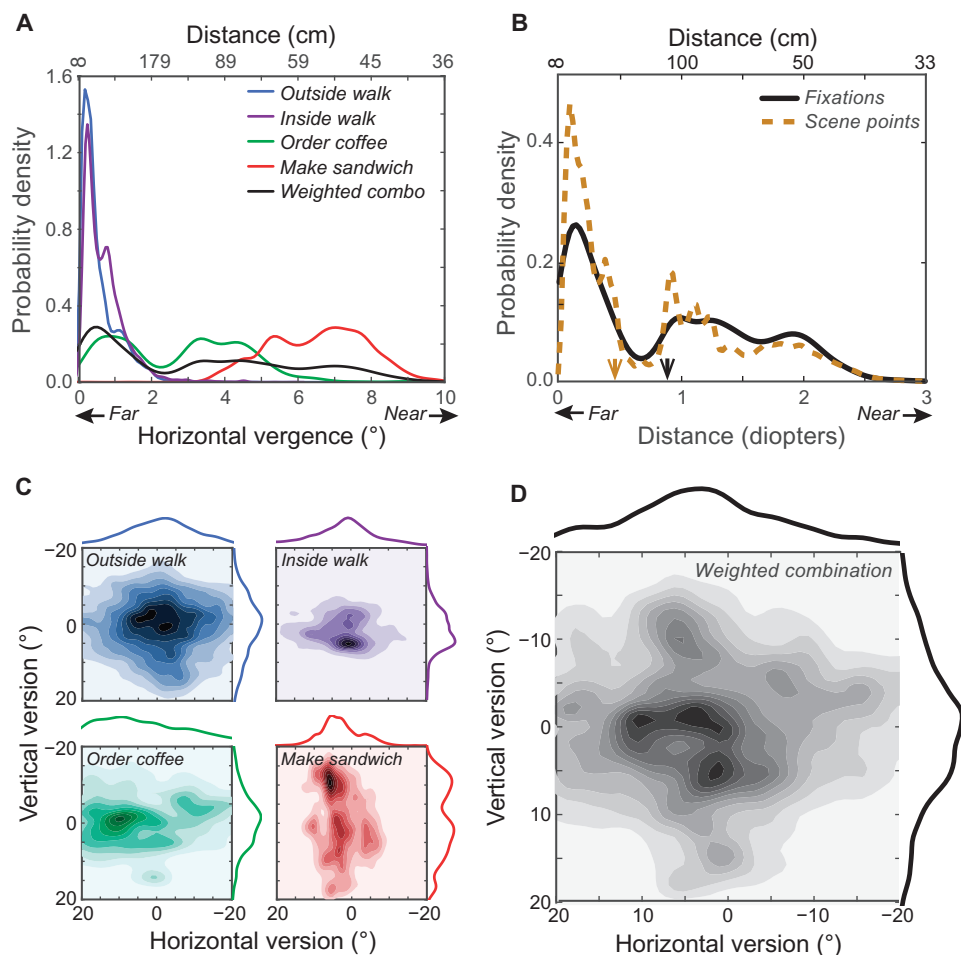 A
Distance (cm)
∞ 179 89 59 45 36
Probability density
1.6
1.2
0.8
0.4
0.0
Outside walk
Inside walk
Order coffee
Make sandwich
Weighted combo
0 2 4 6 8 10
Far Near
Horizontal vergence (°)
B
Distance (cm)
∞ 100 50 33
Probability density
0.4
0.2
0.0
Fixations
Scene points
0 1 2 3
Far Near
Distance (diopters)
C
Vertical version (°)
−20
0
20
Outside walk
Inside walk
Vertical version (°)
−20
0
20
Order coffee
Make sandwich
20 0 −20 20 0 −20
Horizontal version (°)
D
Vertical version (°)
−20
−10
0
10
20
Weighted combination
20 10 0 −10 −20
Horizontal version (°)